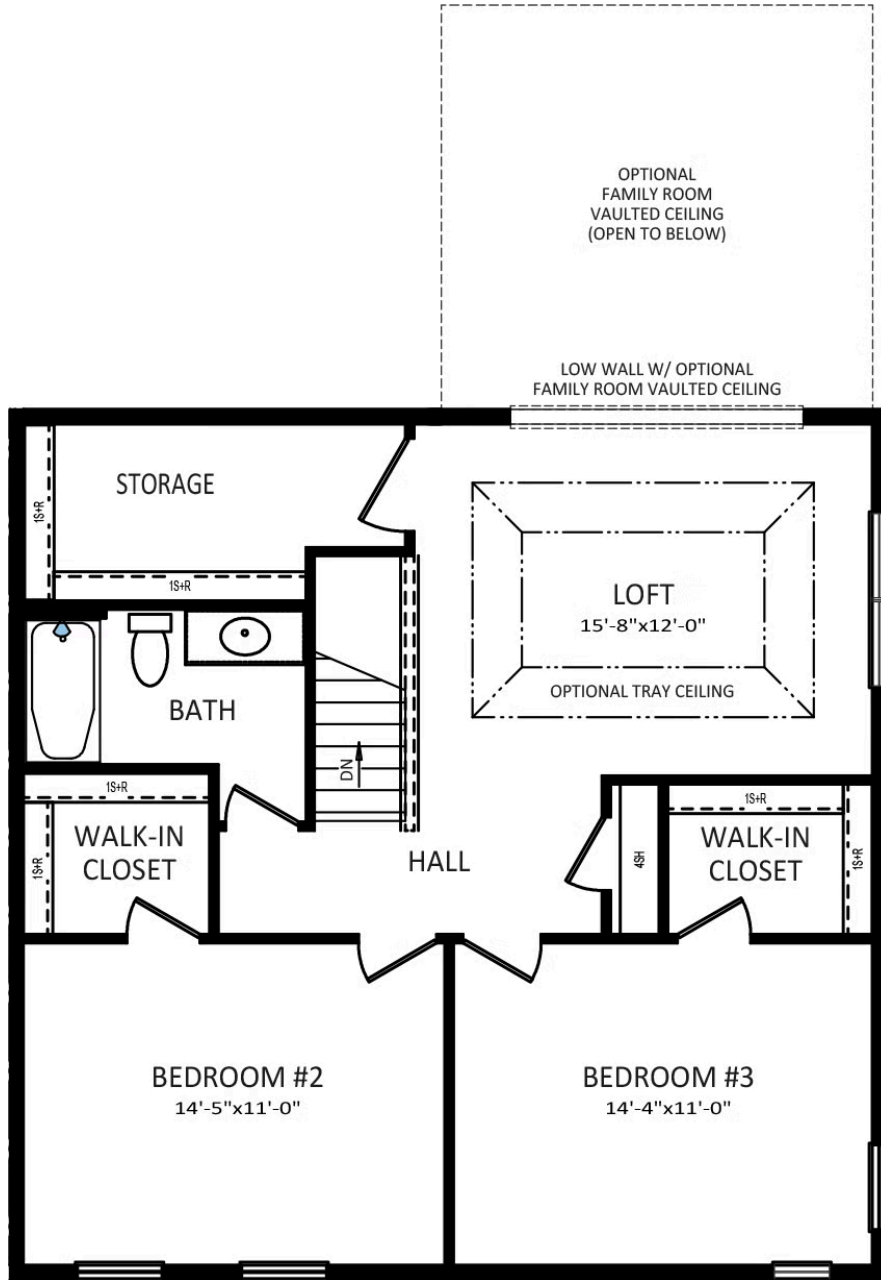 OPTIONAL
FAMILY ROOM
VAULTED CEILING
(OPEN TO BELOW)
LOW WALL W/ OPTIONAL
FAMILY ROOM VAULTED CEILING
STORAGE
1S+R
1S+R
LOFT
15'-8"x12'-0"
OPTIONAL TRAY CEILING
BATH
DN
1S+R
WALK-IN
CLOSET
1S+R
HALL
4SH
1S+R
WALK-IN
CLOSET
1S+R
BEDROOM #2
14'-5"x11'-0"
BEDROOM #3
14'-4"x11'-0"